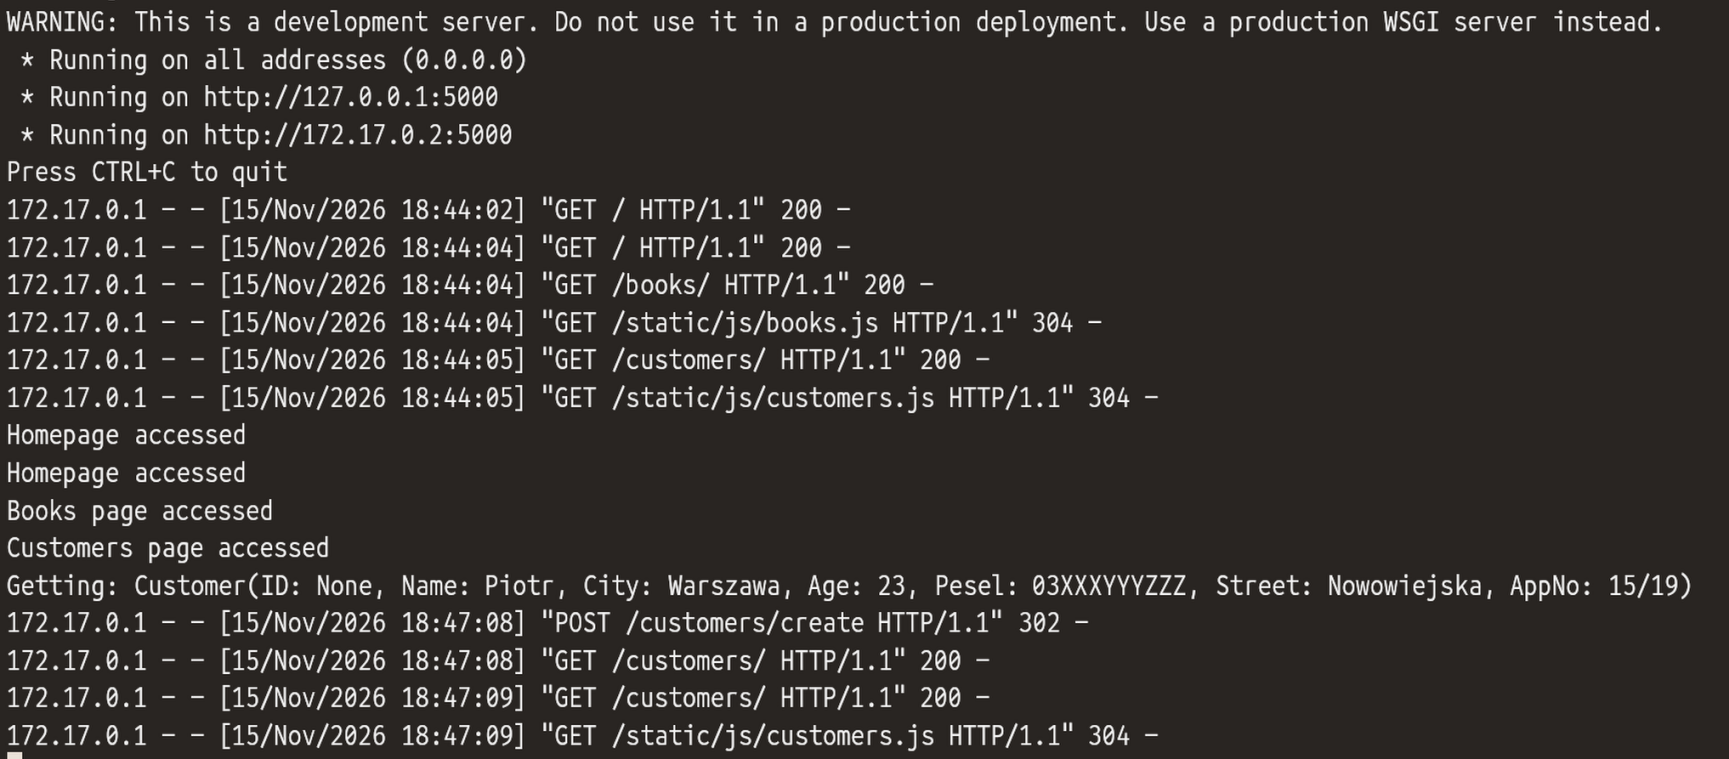 WARNING: This is a development server. Do not use it in a production deployment. Use a production WSGI server instead.
 * Running on all addresses (0.0.0.0)
 * Running on http://127.0.0.1:5000
 * Running on http://172.17.0.2:5000
Press CTRL+C to quit
172.17.0.1 - - [15/Nov/2026 18:44:02] "GET / HTTP/1.1" 200 -
172.17.0.1 - - [15/Nov/2026 18:44:04] "GET / HTTP/1.1" 200 -
172.17.0.1 - - [15/Nov/2026 18:44:04] "GET /books/ HTTP/1.1" 200 -
172.17.0.1 - - [15/Nov/2026 18:44:04] "GET /static/js/books.js HTTP/1.1" 304 -
172.17.0.1 - - [15/Nov/2026 18:44:05] "GET /customers/ HTTP/1.1" 200 -
172.17.0.1 - - [15/Nov/2026 18:44:05] "GET /static/js/customers.js HTTP/1.1" 304 -
Homepage accessed
Homepage accessed
Books page accessed
Customers page accessed
Getting: Customer(ID: None, Name: Piotr, City: Warszawa, Age: 23, Pesel: 03XXXYYYZZZ, Street: Nowowiejska, AppNo: 15/19)
172.17.0.1 - - [15/Nov/2026 18:47:08] "POST /customers/create HTTP/1.1" 302 -
172.17.0.1 - - [15/Nov/2026 18:47:08] "GET /customers/ HTTP/1.1" 200 -
172.17.0.1 - - [15/Nov/2026 18:47:09] "GET /customers/ HTTP/1.1" 200 -
172.17.0.1 - - [15/Nov/2026 18:47:09] "GET /static/js/customers.js HTTP/1.1" 304 -